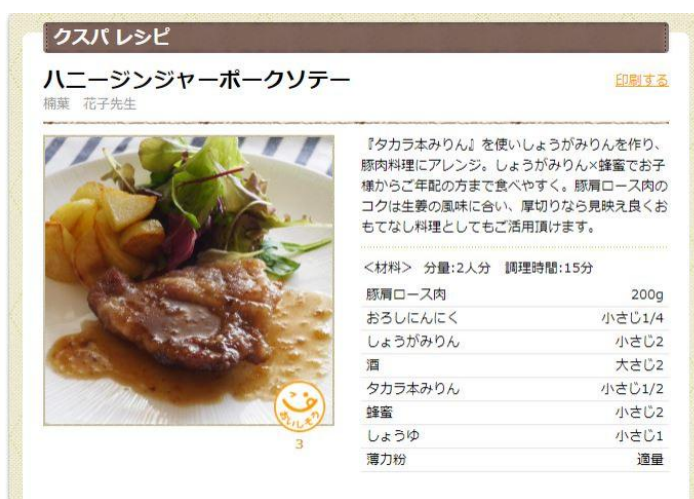 クスパ レシピ
ハニージンジャーポークソテー
印刷する
楠葉　花子先生
『タカラ本みりん』を使いしょうがみりんを作り、
豚肉料理にアレンジ。しょうがみりん×蜂蜜でお子
様からご年配の方まで食べやすく。豚肩ロース肉の
コクは生姜の風味に合い、厚切りなら見映え良くお
もてなし料理としてもご活用頂けます。
<材料>　分量:2人分　調理時間:15分
豚肩ロース肉 200g
おろしにんにく 小さじ1/4
しょうがみりん 小さじ2
酒 大さじ2
タカラ本みりん 小さじ1/2
蜂蜜 小さじ2
しょうゆ 小さじ1
薄力粉 適量
おいしそう
3